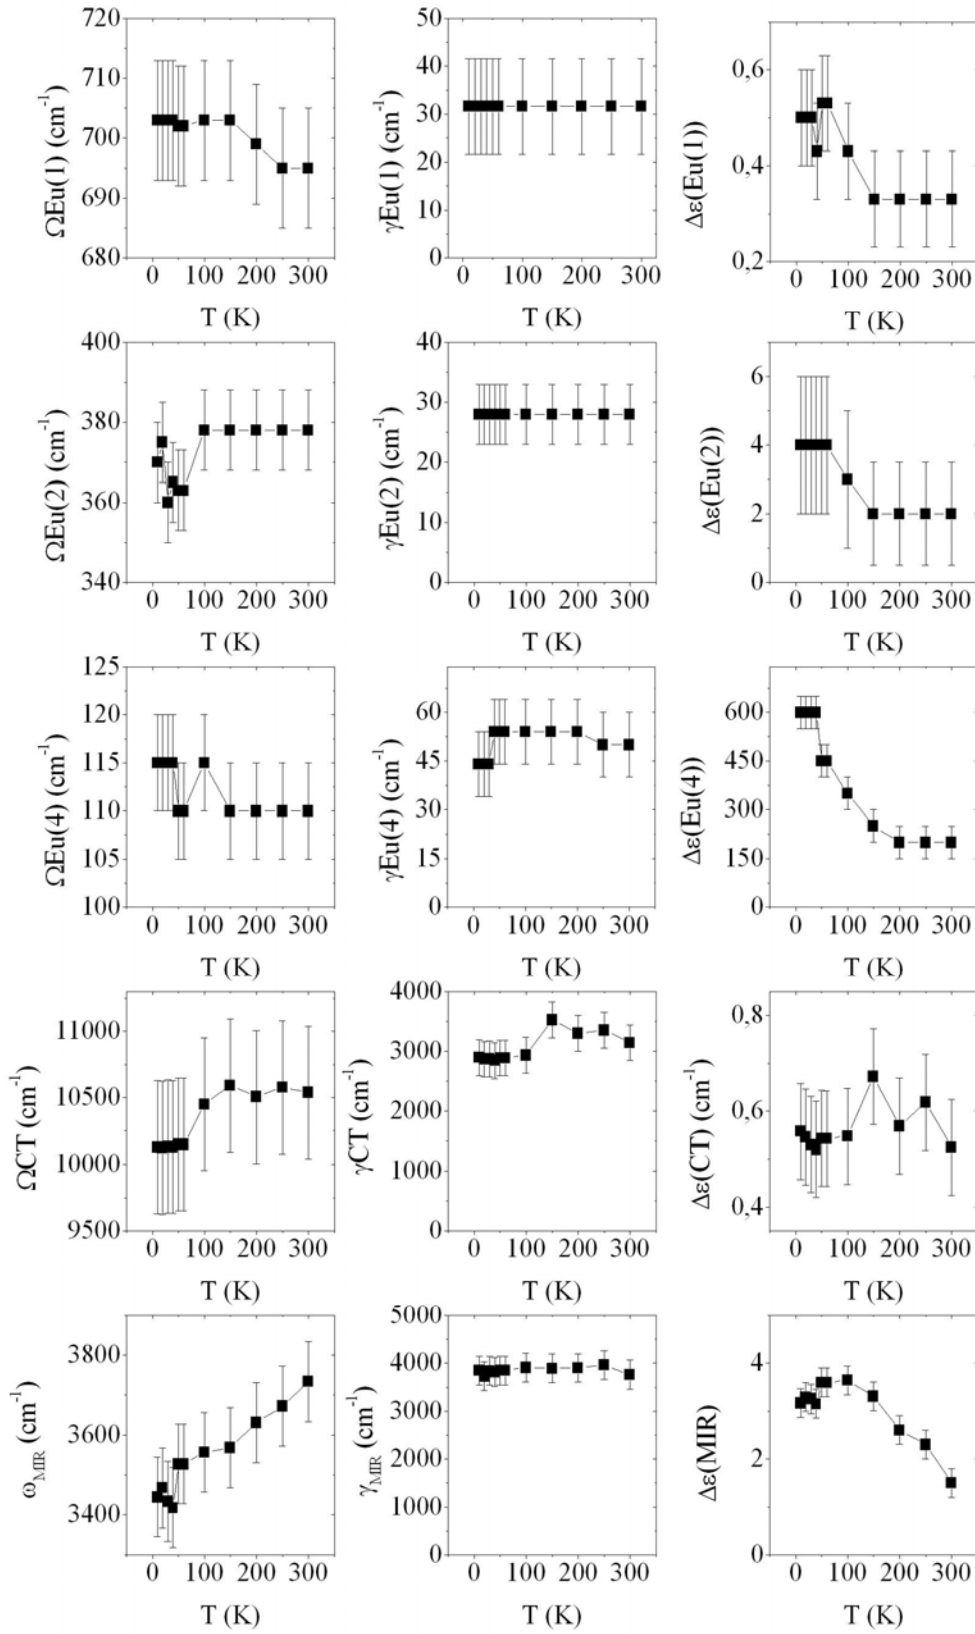 720
710
700
690
680
ΩEu(1) (cm⁻¹)
0 100 200 300
T (K)
50
40
30
20
10
0
γEu(1) (cm⁻¹)
0 100 200 300
T (K)
0,6
0,4
0,2
Δε(Eu(1))
0 100 200 300
T (K)
400
380
360
340
ΩEu(2) (cm⁻¹)
0 100 200 300
T (K)
40
30
20
10
0
γEu(2) (cm⁻¹)
0 100 200 300
T (K)
6
4
2
0
Δε(Eu(2))
0 100 200 300
T (K)
125
120
115
110
105
100
ΩEu(4) (cm⁻¹)
0 100 200 300
T (K)
60
45
30
15
0
γEu(4) (cm⁻¹)
0 100 200 300
T (K)
600
450
300
150
Δε(Eu(4))
0 100 200 300
T (K)
11000
10500
10000
9500
ΩCT (cm⁻¹)
0 100 200 300
T (K)
4000
3000
2000
1000
0
γCT (cm⁻¹)
0 100 200 300
T (K)
0,8
0,6
0,4
Δε(CT) (cm⁻¹)
0 100 200 300
T (K)
3800
3600
3400
ω_MIR (cm⁻¹)
0 100 200 300
T (K)
5000
4000
3000
2000
1000
0
γ_MIR (cm⁻¹)
0 100 200 300
T (K)
4
2
0
Δε(MIR)
0 100 200 300
T (K)